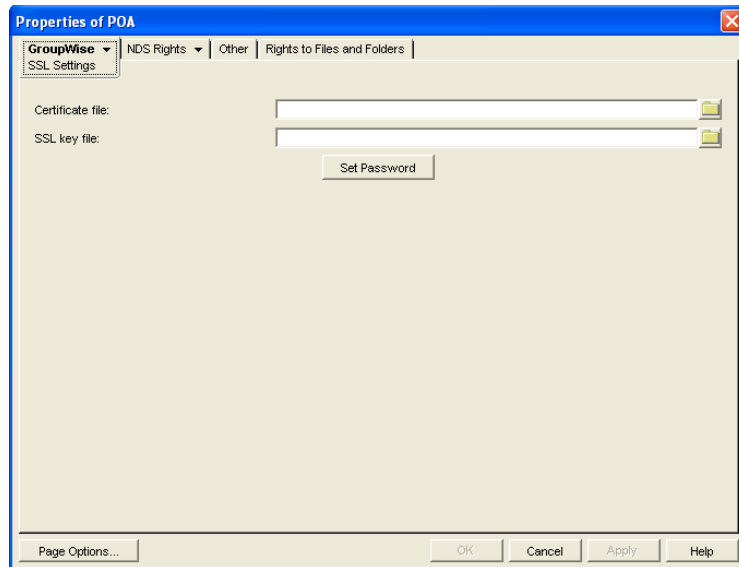 Properties of POA
GroupWise NDS Rights Other Rights to Files and Folders
SSL Settings
Certificate file:
SSL key file:
Set Password
Page Options... OK Cancel Apply Help